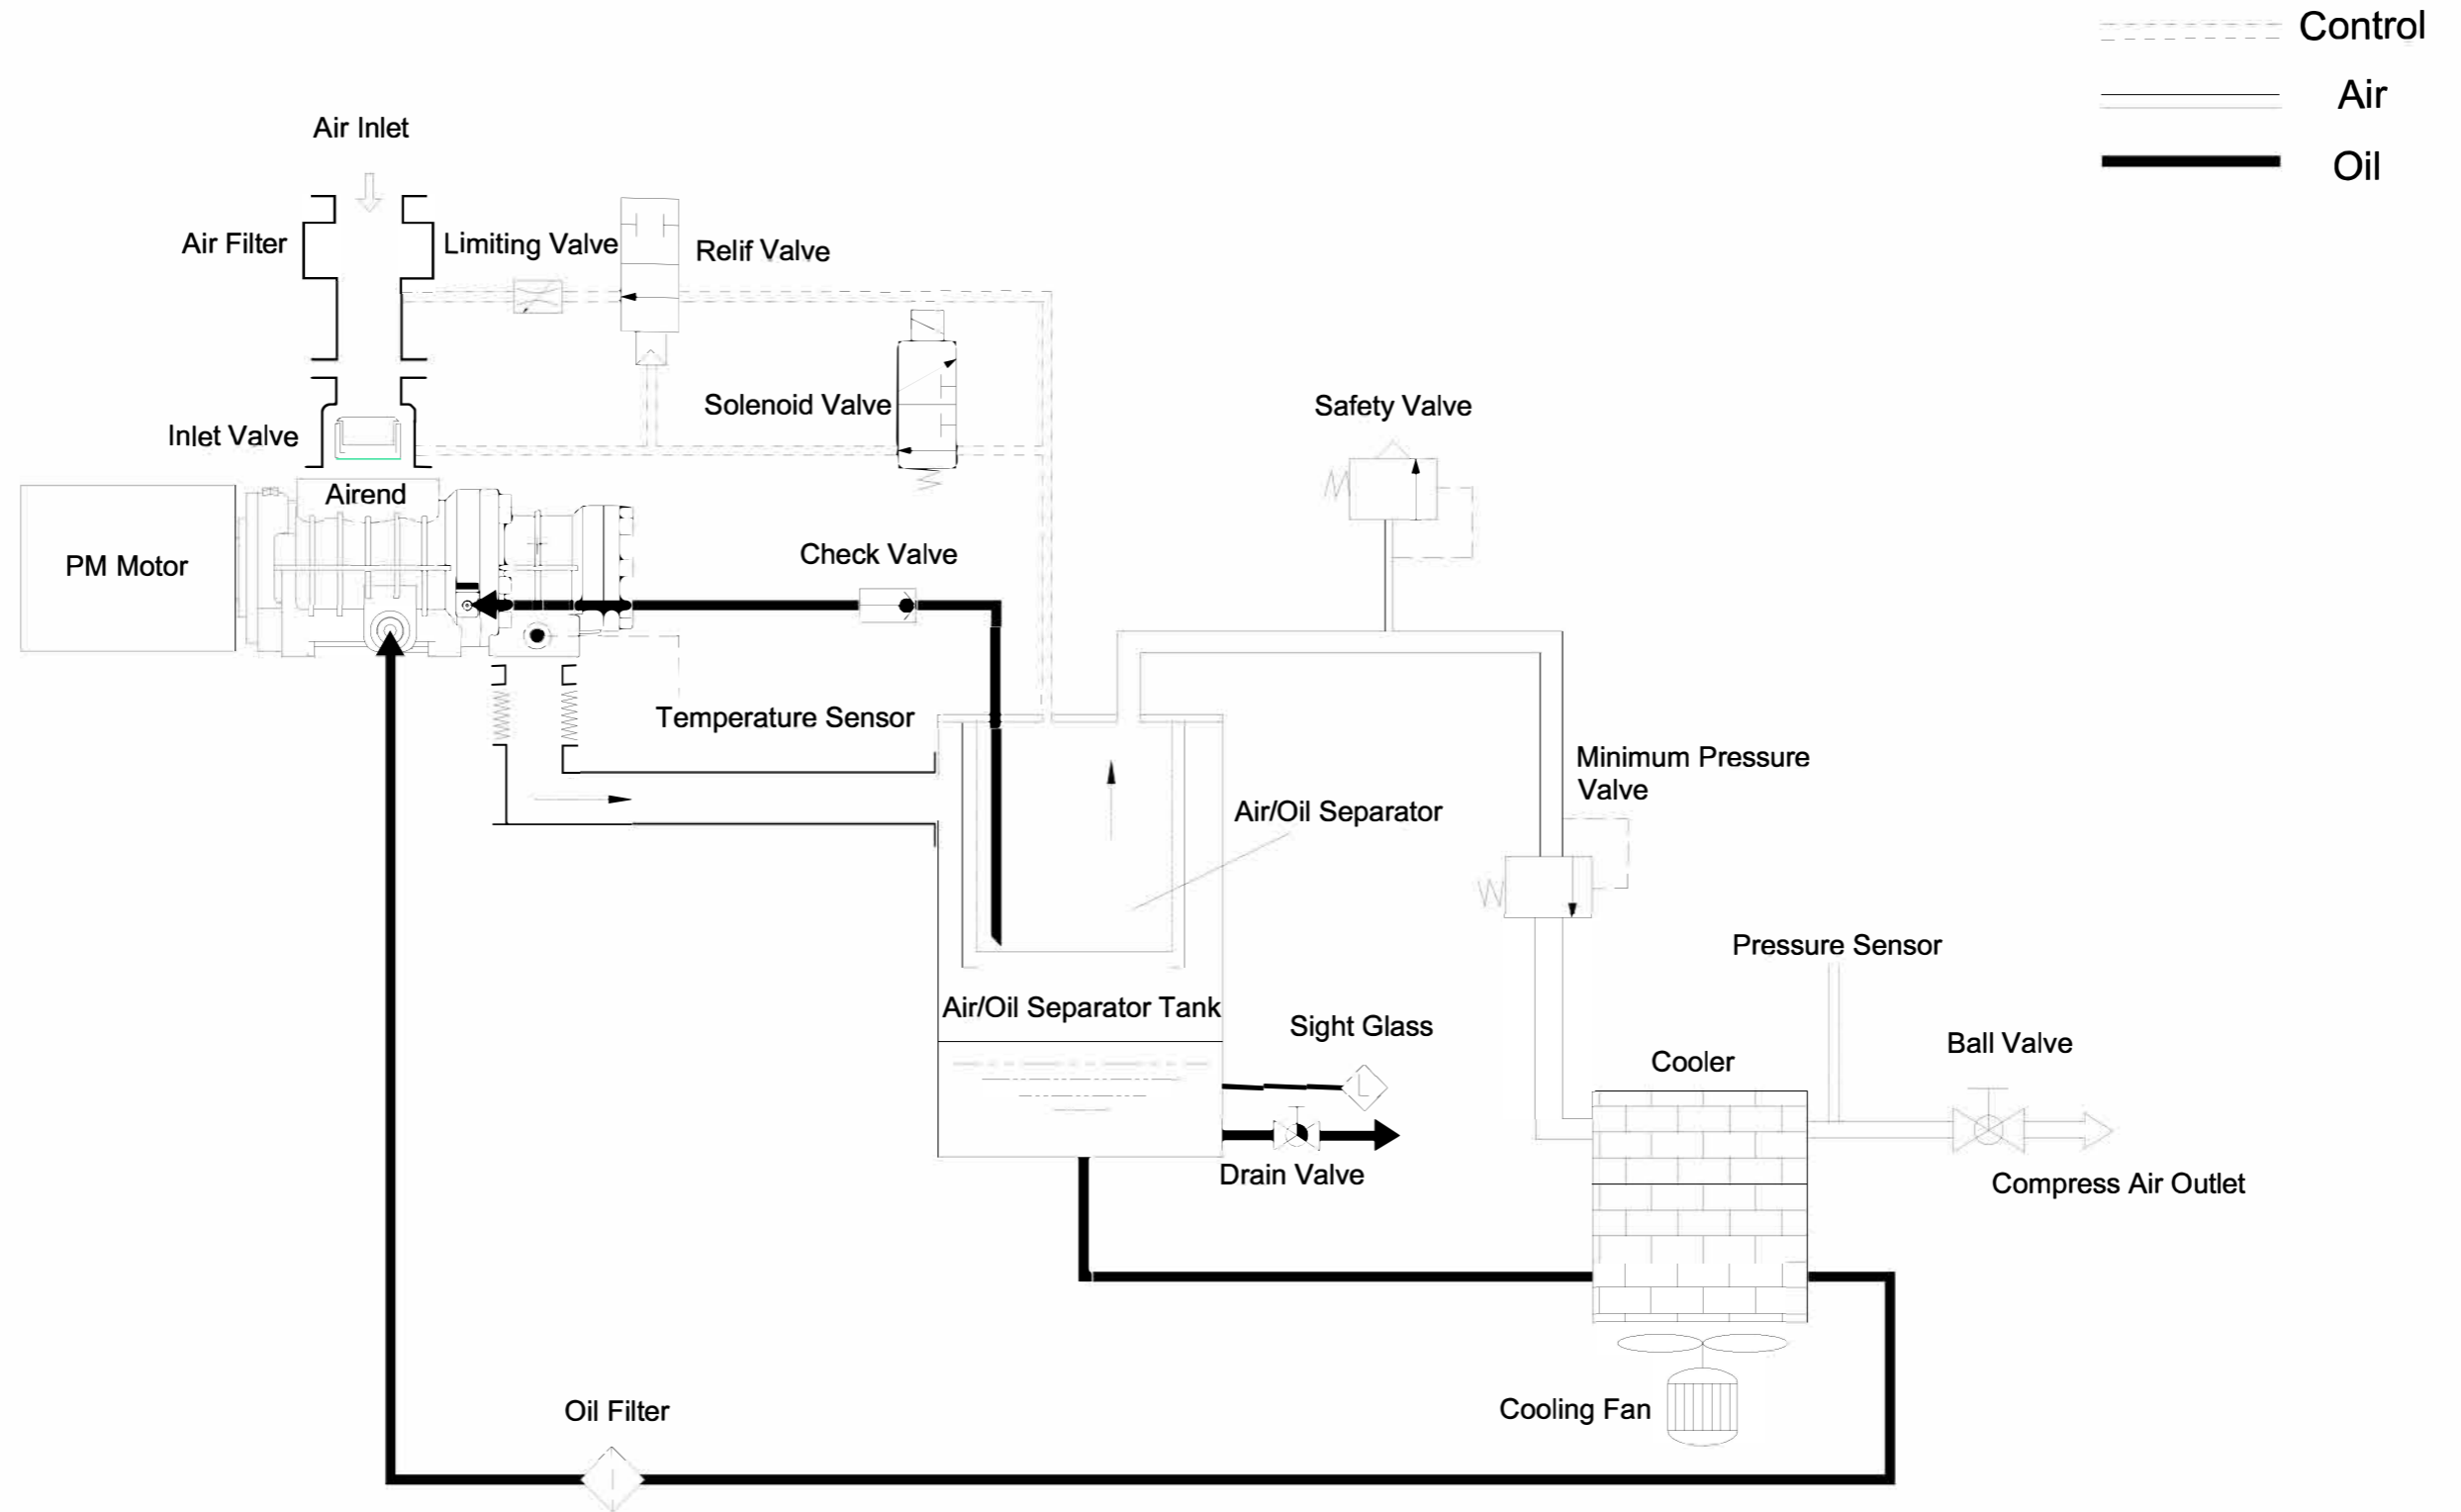 Control
Air
Oil
Air Inlet
Air Filter
Limiting Valve
Relif Valve
Solenoid Valve
Inlet Valve
Safety Valve
Airend
PM Motor
Check Valve
Temperature Sensor
Minimum Pressure
Valve
Air/Oil Separator
Pressure Sensor
Air/Oil Separator Tank
Sight Glass
L
Ball Valve
Cooler
Drain Valve
Compress Air Outlet
Cooling Fan
Oil Filter